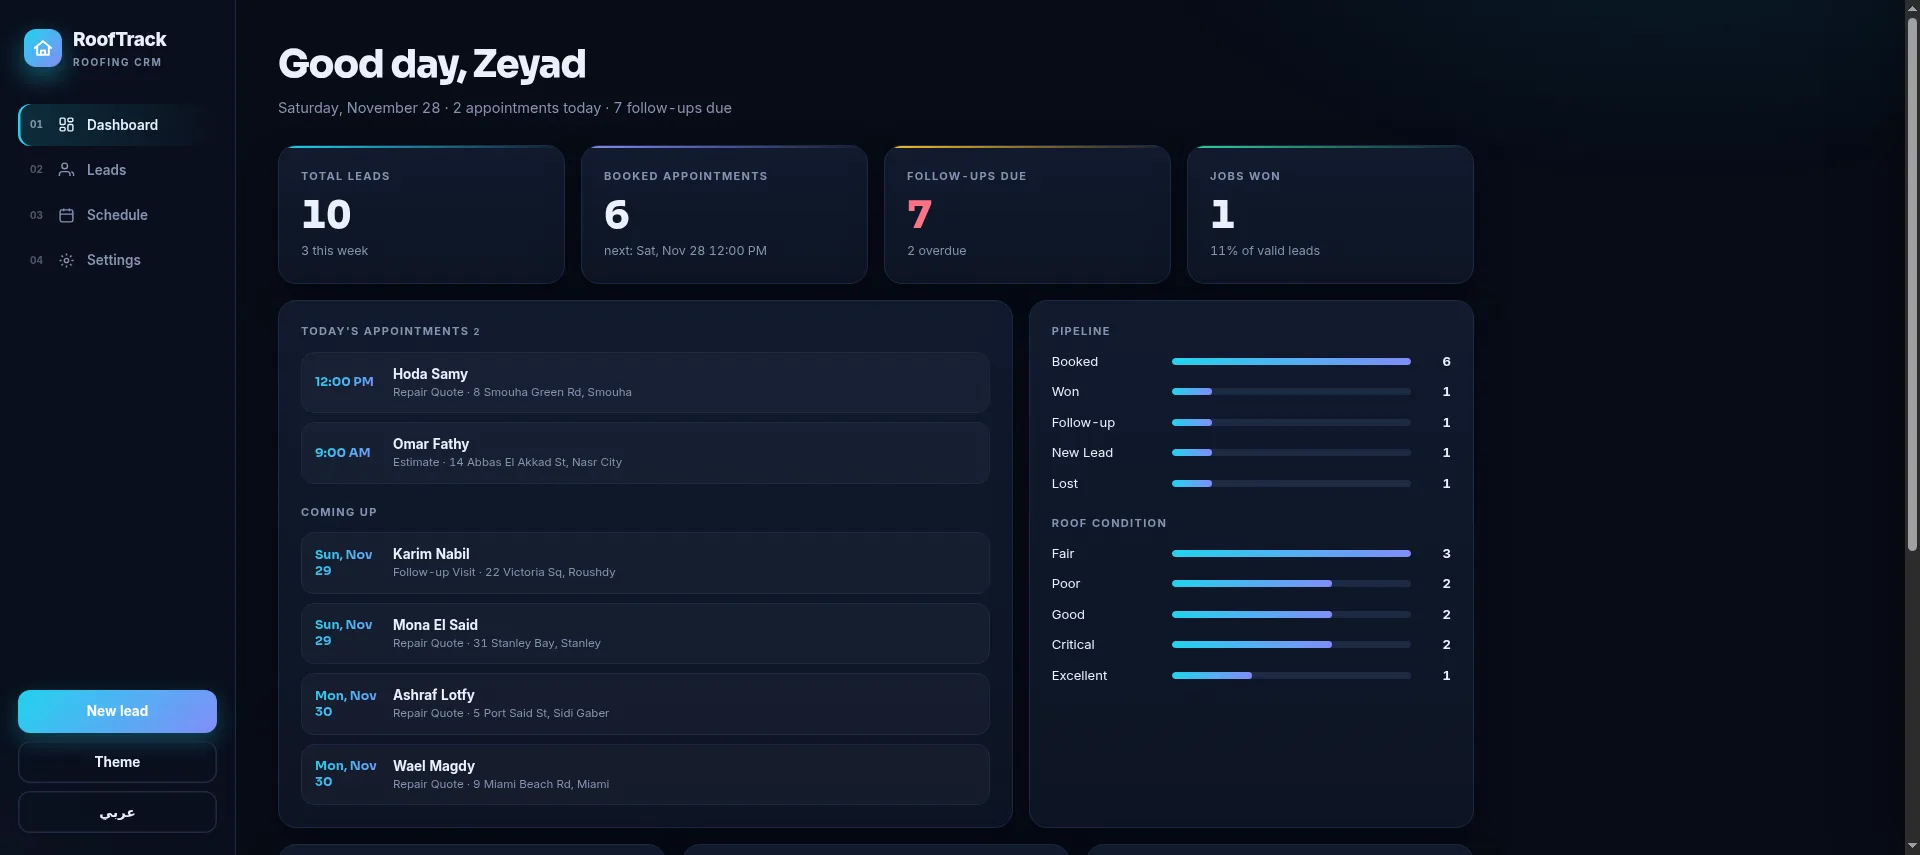 RoofTrack
ROOFING CRM
01 Dashboard
02 Leads
03 Schedule
04 Settings
New lead
Theme
عربي
Good day, Zeyad
Saturday, November 28 · 2 appointments today · 7 follow-ups due
TOTAL LEADS
10
3 this week
BOOKED APPOINTMENTS
6
next: Sat, Nov 28 12:00 PM
FOLLOW-UPS DUE
7
2 overdue
JOBS WON
1
11% of valid leads
TODAY'S APPOINTMENTS 2
12:00 PM
Hoda Samy
Repair Quote · 8 Smouha Green Rd, Smouha
9:00 AM
Omar Fathy
Estimate · 14 Abbas El Akkad St, Nasr City
COMING UP
Sun, Nov
29
Karim Nabil
Follow-up Visit · 22 Victoria Sq, Roushdy
Sun, Nov
29
Mona El Said
Repair Quote · 31 Stanley Bay, Stanley
Mon, Nov
30
Ashraf Lotfy
Repair Quote · 5 Port Said St, Sidi Gaber
Mon, Nov
30
Wael Magdy
Repair Quote · 9 Miami Beach Rd, Miami
PIPELINE
Booked 6
Won 1
Follow-up 1
New Lead 1
Lost 1
ROOF CONDITION
Fair 3
Poor 2
Good 2
Critical 2
Excellent 1